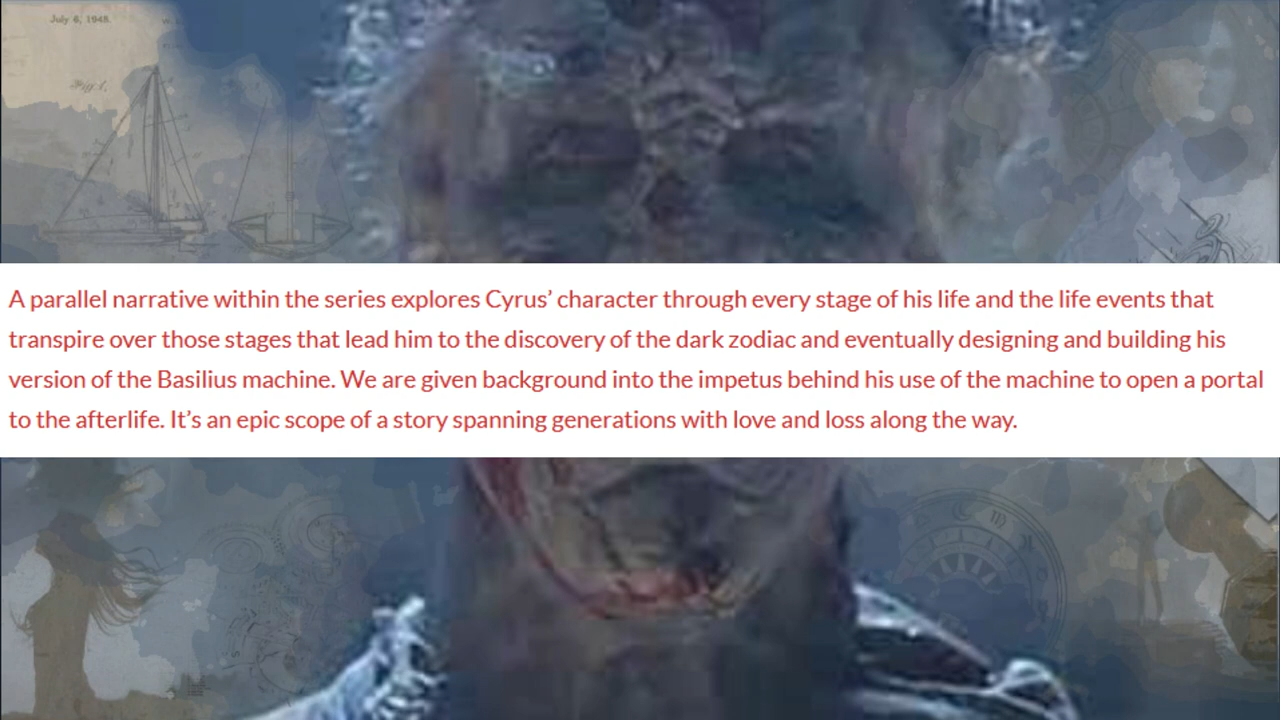 July 6, 1948.
Fig. 1,
A parallel narrative within the series explores Cyrus’ character through every stage of his life and the life events that
transpire over those stages that lead him to the discovery of the dark zodiac and eventually designing and building his
version of the Basilius machine. We are given background into the impetus behind his use of the machine to open a portal
to the afterlife. It’s an epic scope of a story spanning generations with love and loss along the way.